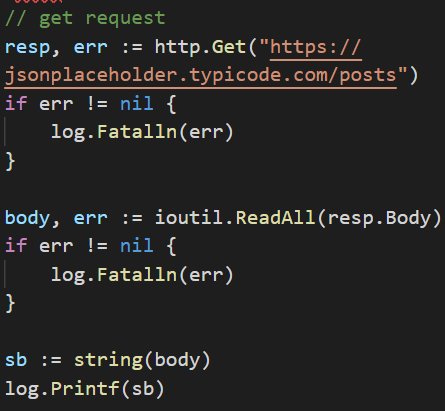 // get request
resp, err := http.Get("https://
jsonplaceholder.typicode.com/posts")
if err != nil {
    log.Fatalln(err)
}

body, err := ioutil.ReadAll(resp.Body)
if err != nil {
    log.Fatalln(err)
}

sb := string(body)
log.Printf(sb)